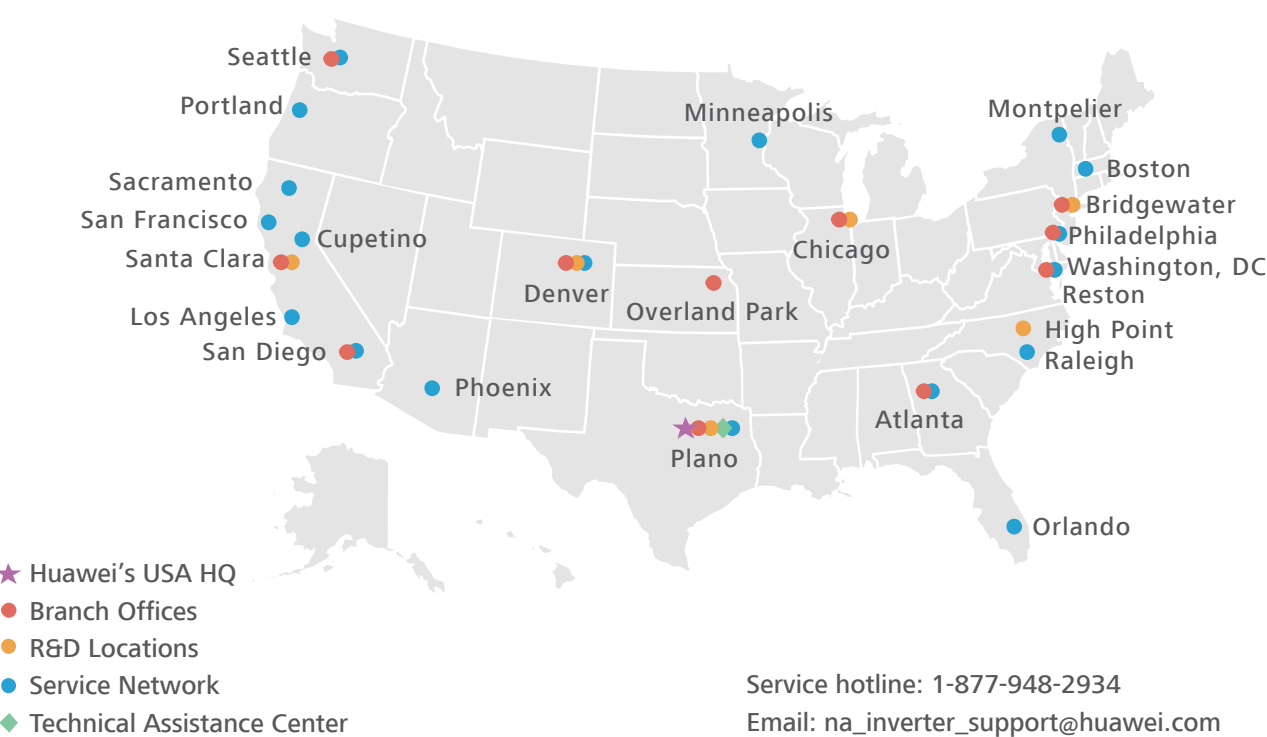 Seattle
Portland
Minneapolis
Montpelier
Boston
Sacramento
Bridgewater
San Francisco
Cupetino
Philadelphia
Chicago
Santa Clara
Washington, DC
Denver
Reston
Overland Park
Los Angeles
High Point
San Diego
Raleigh
Phoenix
Atlanta
Plano
Orlando
Huawei's USA HQ
Branch Offices
R&D Locations
Service Network
Technical Assistance Center
Service hotline: 1-877-948-2934
Email: na_inverter_support@huawei.com